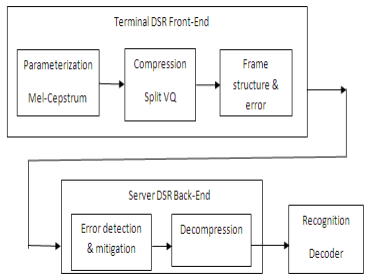 Terminal DSR Front-End
Parameterization
Mel-Cepstrum
Compression
Split VQ
Frame
structure &
error
Server DSR Back-End
Error detection
& mitigation
Decompression
Recognition
Decoder